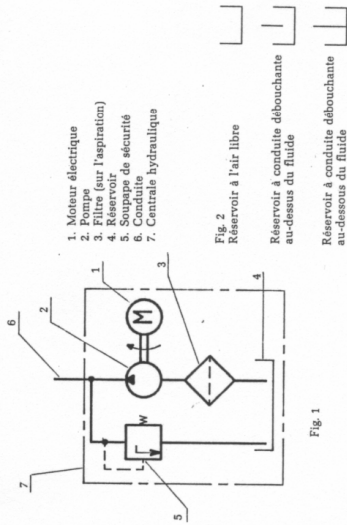 7
6
2
1
M
3
W
5
4
Fig. 1
1. Moteur électrique
2. Pompe
3. Filtre (sur l'aspiration)
4. Réservoir
5. Soupape de sécurité
6. Conduite
7. Centrale hydraulique
Fig. 2
Réservoir à l'air libre
Réservoir à conduite débouchante
au-dessus du fluide
Réservoir à conduite débouchante
au-dessous du fluide